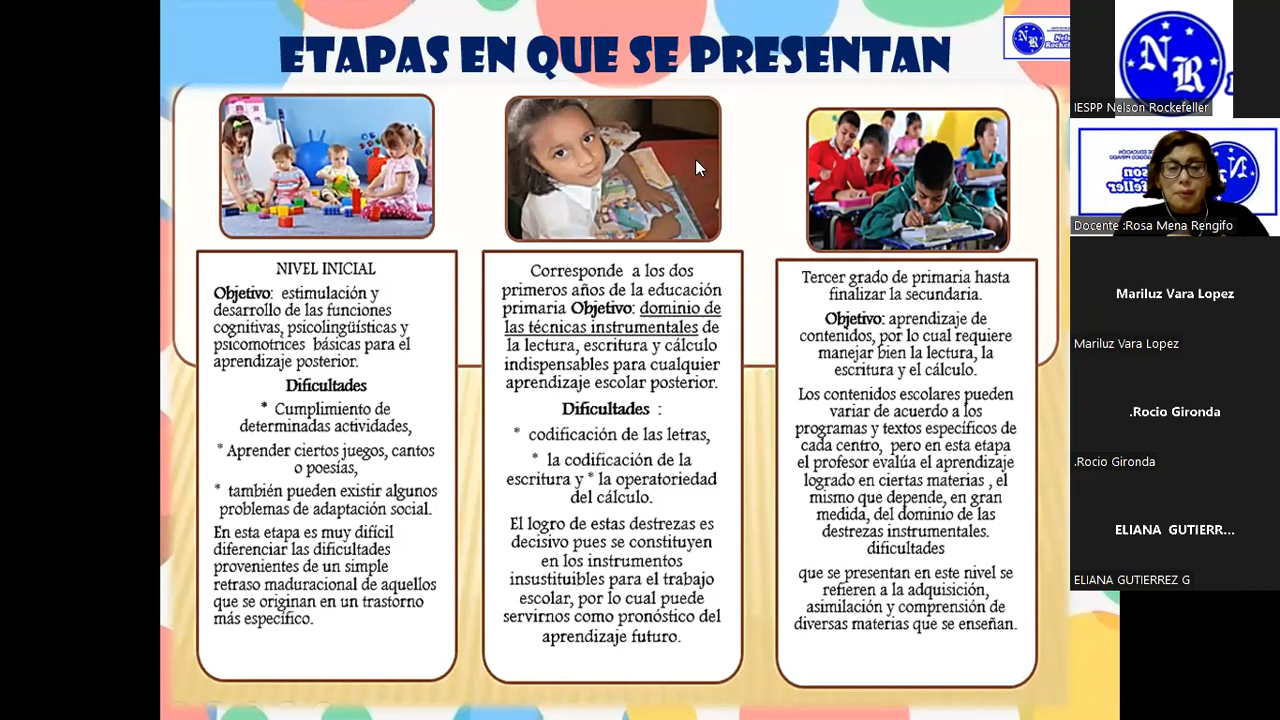 ETAPAS EN QUE SE PRESENTAN
NIVEL INICIAL
Objetivo: estimulación y
desarrollo de las funciones
cognitivas, psicolingüísticas y
psicomotrices básicas para el
aprendizaje posterior.
Dificultades
* Cumplimiento de
determinadas actividades,
* Aprender ciertos juegos, cantos
o poesías,
* también pueden existir algunos
problemas de adaptación social.
En esta etapa es muy difícil
diferenciar las dificultades
provenientes de un simple
retraso maduracional de aquellos
que se originan en un trastorno
más específico.
Corresponde a los dos
primeros años de la educación
primaria Objetivo: dominio de
las técnicas instrumentales de
la lectura, escritura y cálculo
indispensables para cualquier
aprendizaje escolar posterior.
Dificultades :
* codificación de las letras,
* la codificación de la
escritura y * la operatoriedad
del cálculo.
El logro de estas destrezas es
decisivo pues se constituyen
en los instrumentos
insustituibles para el trabajo
escolar, por lo cual puede
servirnos como pronóstico del
aprendizaje futuro.
Tercer grado de primaria hasta
finalizar la secundaria.
Objetivo: aprendizaje de
contenidos, por lo cual requiere
manejar bien la lectura, la
escritura y el cálculo.
Los contenidos escolares pueden
variar de acuerdo a los
programas y textos específicos de
cada centro, pero en esta etapa
el profesor evalúa el aprendizaje
logrado en ciertas materias , el
mismo que depende, en gran
medida, del dominio de las
destrezas instrumentales.
dificultades
que se presentan en este nivel se
refieren a la adquisición,
asimilación y comprensión de
diversas materias que se enseñan.
NR
NR
IESPP Nelson Rockefeller
Docente :Rosa Mena Rengifo
Mariluz Vara Lopez
Mariluz Vara Lopez
.Rocio Gironda
.Rocio Gironda
ELIANA GUTIERR...
ELIANA GUTIERREZ G